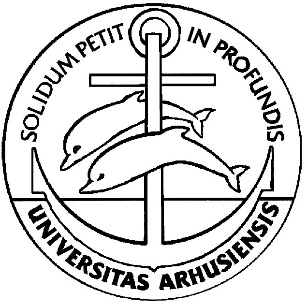 SOLIDUM PETIT IN PROFUNDIS
UNIVERSITAS ARHUSIENSIS